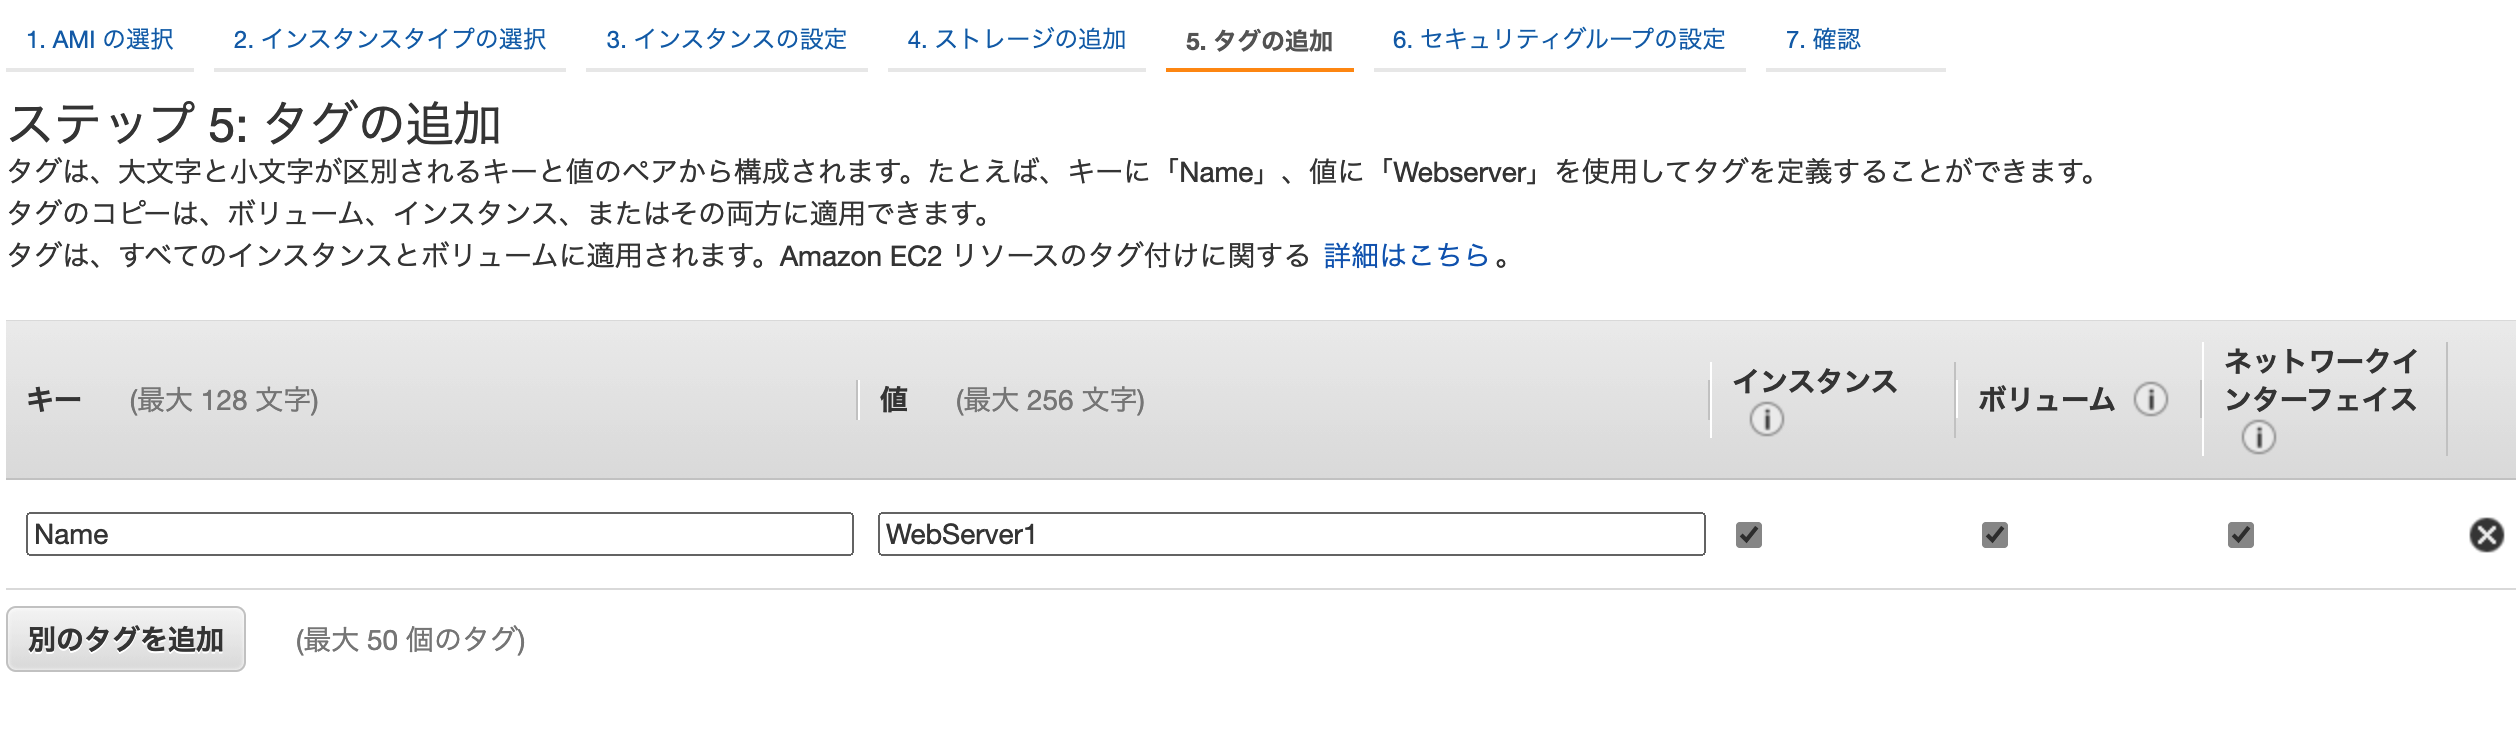 1. AMI の選択 2. インスタンスタイプの選択 3. インスタンスの設定 4. ストレージの追加 5. タグの追加 6. セキュリティグループの設定 7. 確認
ステップ 5: タグの追加
タグは、大文字と小文字が区別されるキーと値のペアから構成されます。たとえば、キーに「Name」、値に「Webserver」を使用してタグを定義することができます。
タグのコピーは、ボリューム、インスタンス、またはその両方に適用できます。
タグは、すべてのインスタンスとボリュームに適用されます。Amazon EC2 リソースのタグ付けに関する 詳細はこちら。
キー (最大 128 文字) 値 (最大 256 文字) インスタンス ボリューム ネットワークイ
ンターフェイス
Name WebServer1
別のタグを追加 (最大 50 個のタグ)